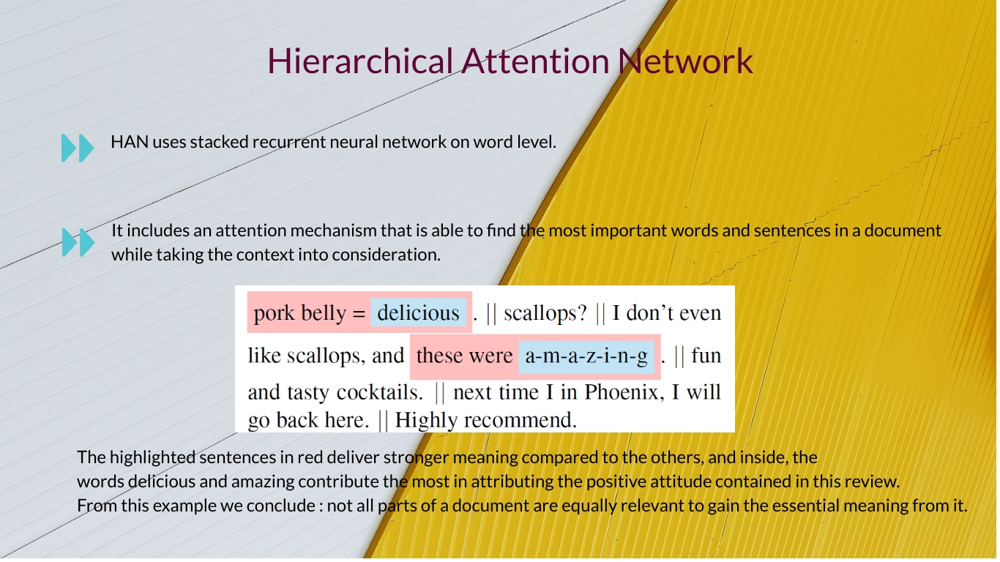 Hierarchical Attention Network
HAN uses stacked recurrent neural network on word level.
It includes an attention mechanism that is able to find the most important words and sentences in a document
while taking the context into consideration.
pork belly = delicious . || scallops? || I don't even
like scallops, and these were a-m-a-z-i-n-g . || fun
and tasty cocktails. || next time I in Phoenix, I will
go back here. || Highly recommend.
The highlighted sentences in red deliver stronger meaning compared to the others, and inside, the
words delicious and amazing contribute the most in attributing the positive attitude contained in this review.
From this example we conclude : not all parts of a document are equally relevant to gain the essential meaning from it.